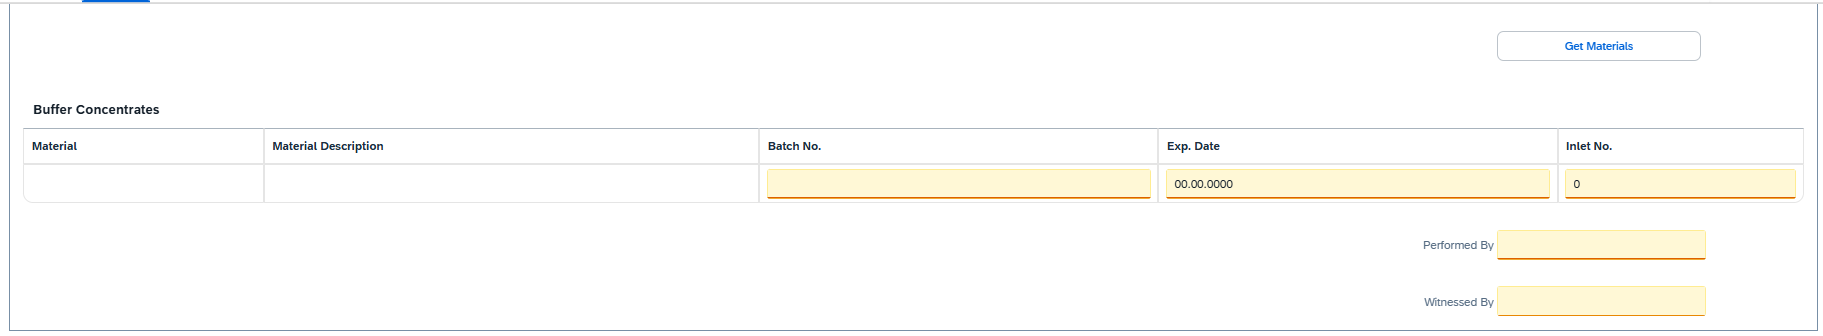 Get Materials
Buffer Concentrates
Material Material Description Batch No. Exp. Date Inlet No.
00.00.0000 0
Performed By
Witnessed By